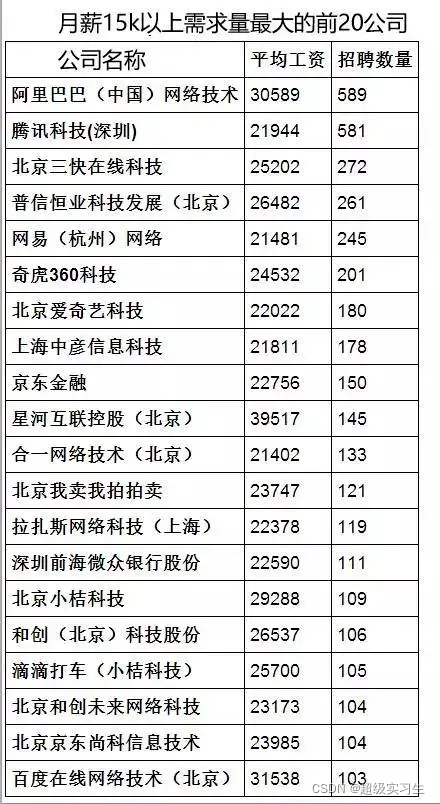 月薪15k以上需求量最大的前20公司
公司名称 平均工资 招聘数量
阿里巴巴（中国）网络技术 30589 589
腾讯科技(深圳) 21944 581
北京三快在线科技 25202 272
普信恒业科技发展（北京） 26482 261
网易（杭州）网络 21481 245
奇虎360科技 24532 201
北京爱奇艺科技 22022 180
上海中彦信息科技 21811 178
京东金融 22756 150
星河互联控股（北京） 39517 145
合一网络技术（北京） 21402 133
北京我卖我拍拍卖 23747 121
拉扎斯网络科技（上海） 22378 119
深圳前海微众银行股份 22590 111
北京小桔科技 29288 109
和创（北京）科技股份 26537 106
滴滴打车（小桔科技） 25700 105
北京和创未来网络科技 23173 104
北京京东尚科信息技术 23985 104
百度在线网络技术（北京） 31538 103
CSDN @超级实习生